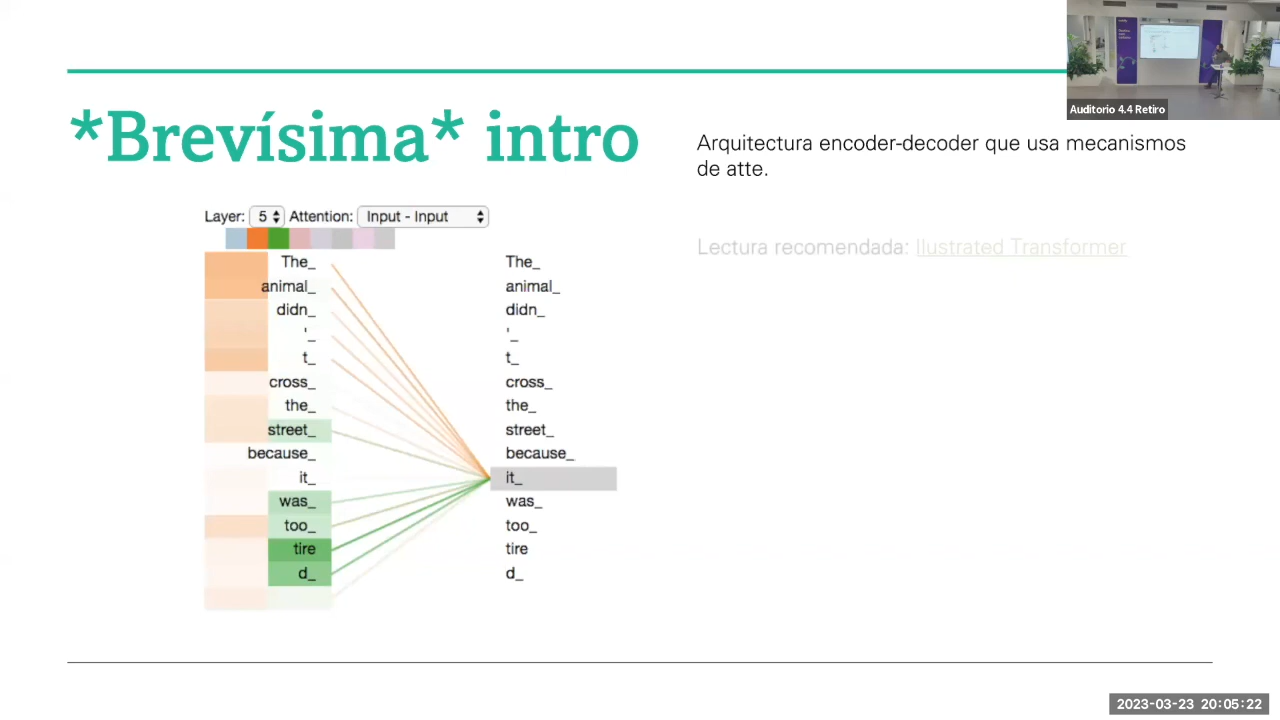 Auditorio 4.4 Retiro
*Brevísima* intro
Arquitectura encoder-decoder que usa mecanismos
de atte.
Lectura recomendada: Ilustrated Transformer
Layer: 5 Attention: Input - Input
The_ The_
animal_ animal_
didn_ didn_
'_ '_
t_ t_
cross_ cross_
the_ the_
street_ street_
because_ because_
it_ it_
was_ was_
too_ too_
tire tire
d_ d_
2023-03-23 20:05:22